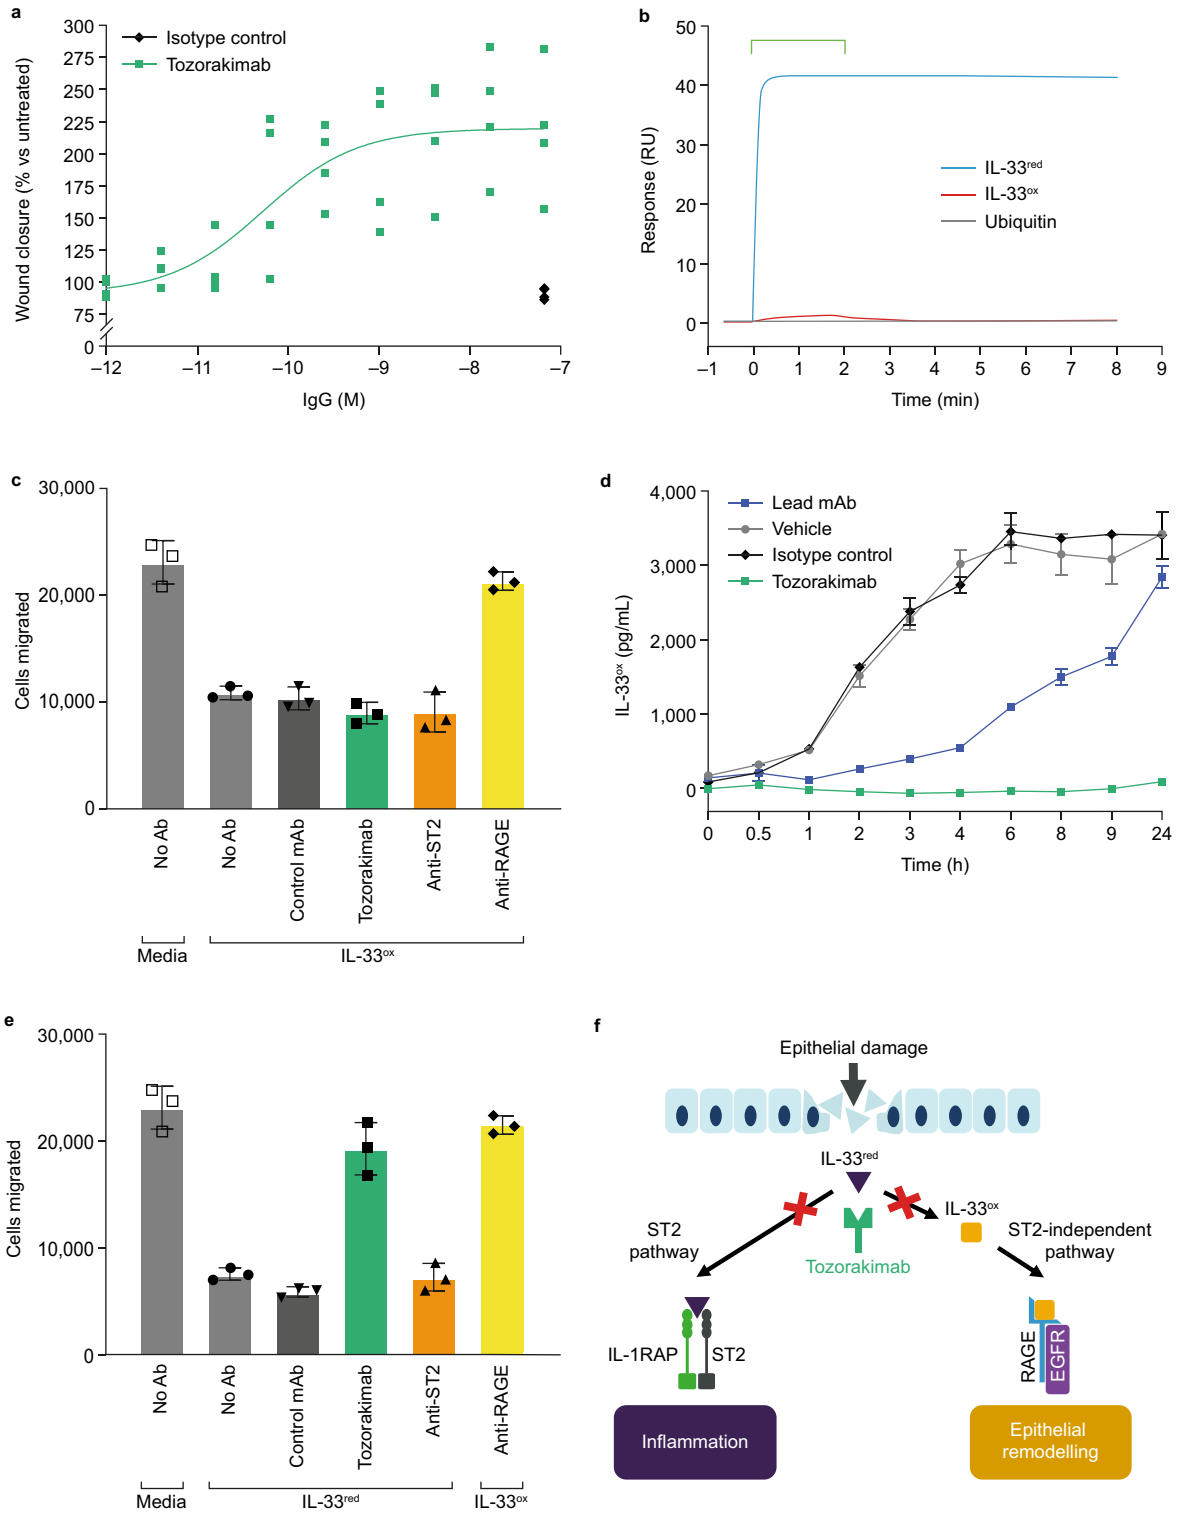 a
300
275
250
225
200
175
150
125
100
75
0
Wound closure (% vs untreated)
Isotype control
Tozorakimab
–12
–11
–10
–9
–8
–7
IgG (M)
b
50
40
30
20
10
0
Response (RU)
IL-33red
IL-33ox
Ubiquitin
–1
0
1
2
3
4
5
6
7
8
9
Time (min)
c
30,000
20,000
10,000
0
Cells migrated
No Ab
No Ab
Control mAb
Tozorakimab
Anti-ST2
Anti-RAGE
Media
IL-33ox
d
4,000
3,000
2,000
1,000
0
IL-33ox (pg/mL)
Lead mAb
Vehicle
Isotype control
Tozorakimab
0
0.5
1
2
3
4
6
8
9
24
Time (h)
e
30,000
20,000
10,000
0
Cells migrated
No Ab
No Ab
Control mAb
Tozorakimab
Anti-ST2
Anti-RAGE
Media
IL-33red
IL-33ox
f
Epithelial damage
IL-33red
IL-33ox
ST2
pathway
Tozorakimab
ST2-independent
pathway
IL-1RAP
ST2
RAGE
EGFR
Inflammation
Epithelial
remodelling